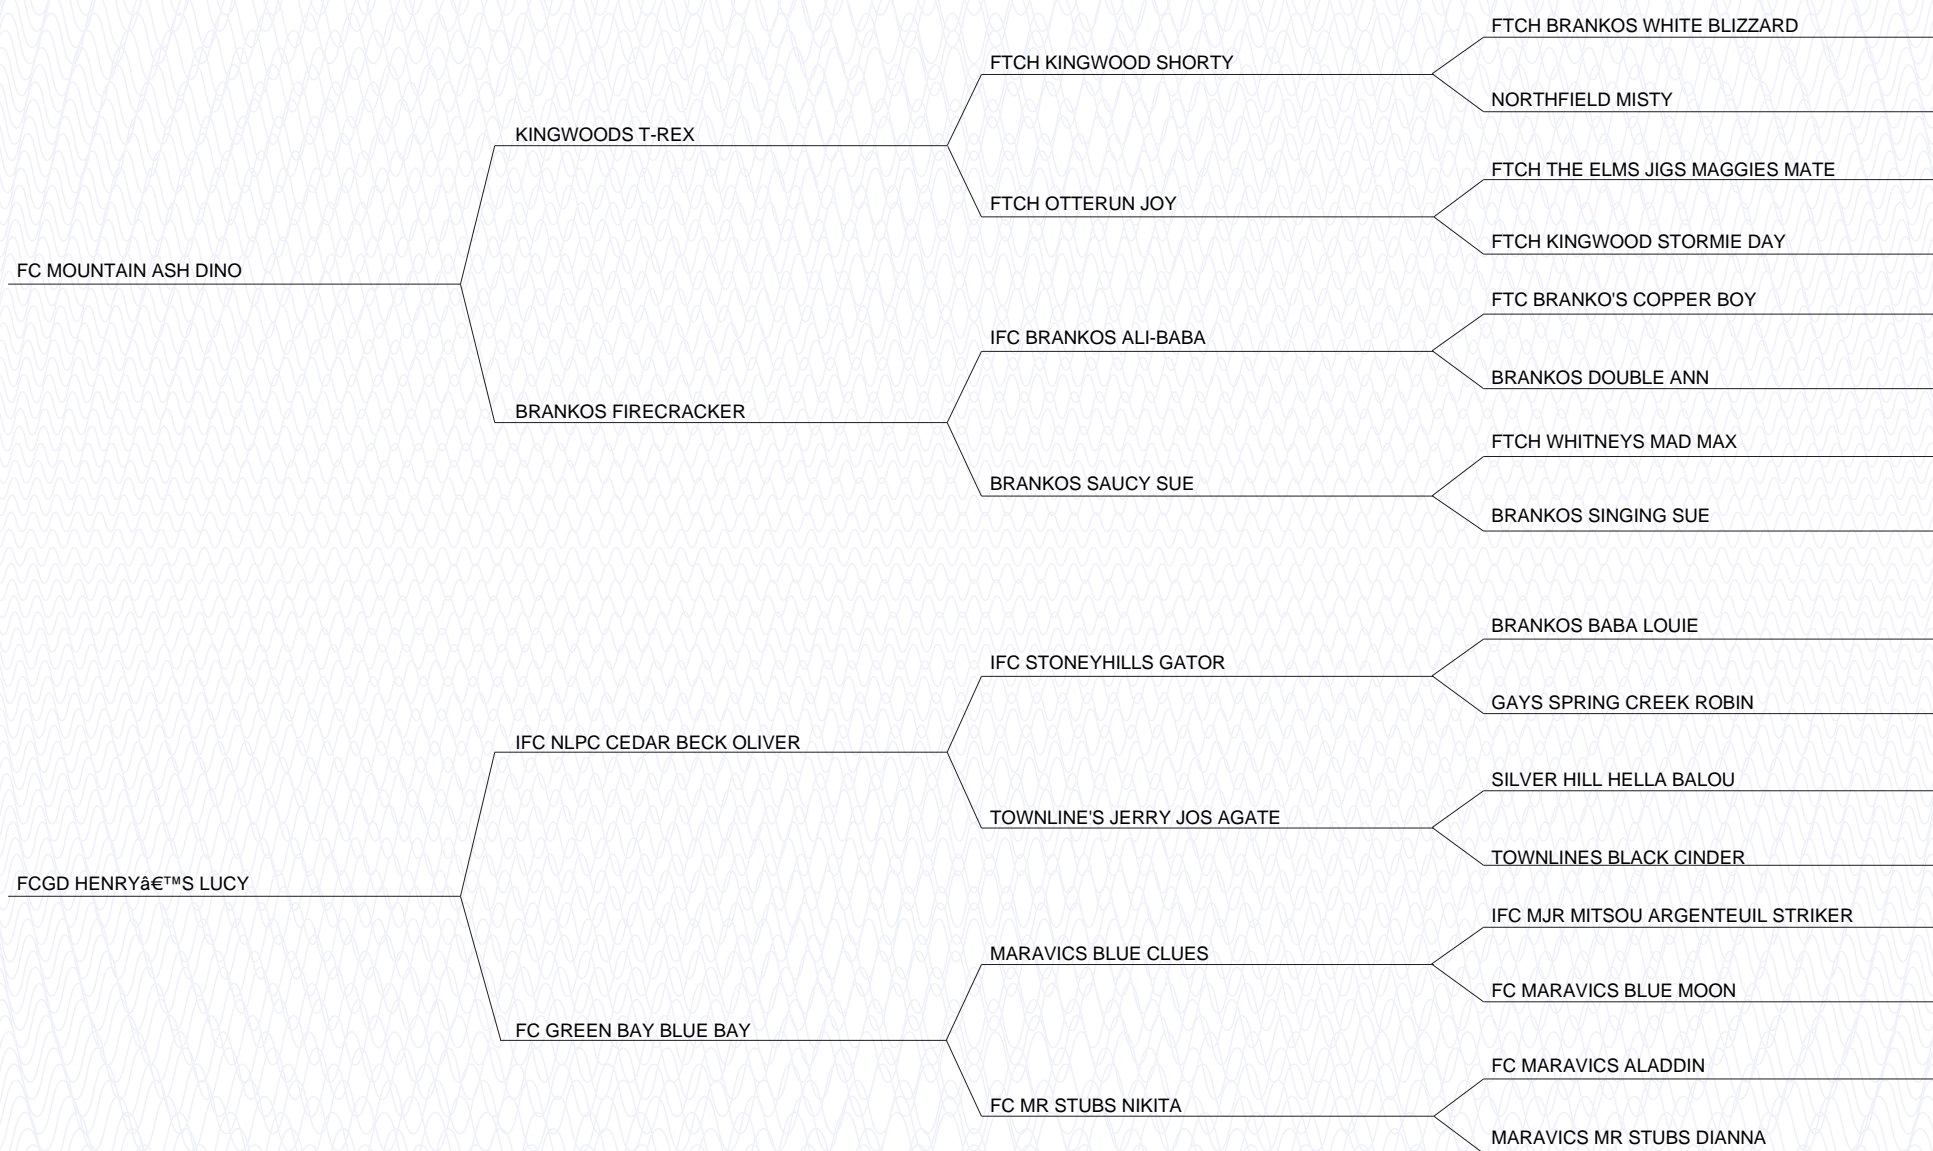 FTCH BRANKOS WHITE BLIZZARD
FTCH KINGWOOD SHORTY
NORTHFIELD MISTY
KINGWOODS T-REX
FTCH THE ELMS JIGS MAGGIES MATE
FTCH OTTERUN JOY
FTCH KINGWOOD STORMIE DAY
FC MOUNTAIN ASH DINO
FTC BRANKO'S COPPER BOY
IFC BRANKOS ALI-BABA
BRANKOS DOUBLE ANN
BRANKOS FIRECRACKER
FTCH WHITNEYS MAD MAX
BRANKOS SAUCY SUE
BRANKOS SINGING SUE
BRANKOS BABA LOUIE
IFC STONEYHILLS GATOR
GAYS SPRING CREEK ROBIN
IFC NLPC CEDAR BECK OLIVER
SILVER HILL HELLA BALOU
TOWNLINE'S JERRY JOS AGATE
TOWNLINES BLACK CINDER
FCGD HENRYâ€™S LUCY
IFC MJR MITSOU ARGENTEUIL STRIKER
MARAVICS BLUE CLUES
FC MARAVICS BLUE MOON
FC GREEN BAY BLUE BAY
FC MARAVICS ALADDIN
FC MR STUBS NIKITA
MARAVICS MR STUBS DIANNA